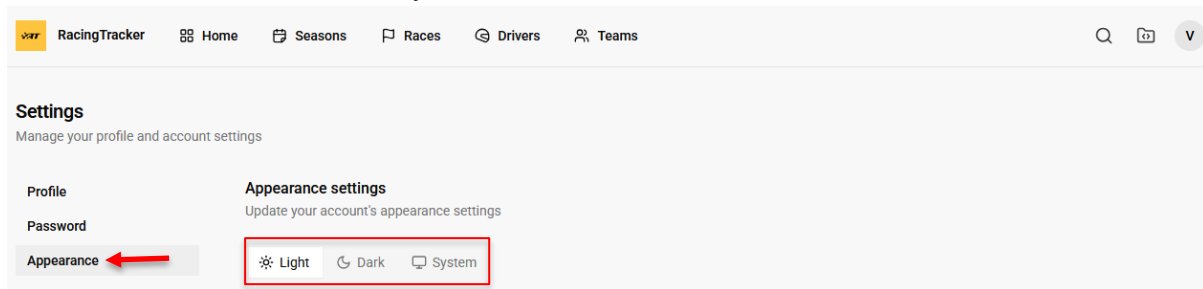 RacingTracker Home Seasons Races Drivers Teams V
Settings
Manage your profile and account settings
Profile
Password
Appearance
Appearance settings
Update your account's appearance settings
Light Dark System